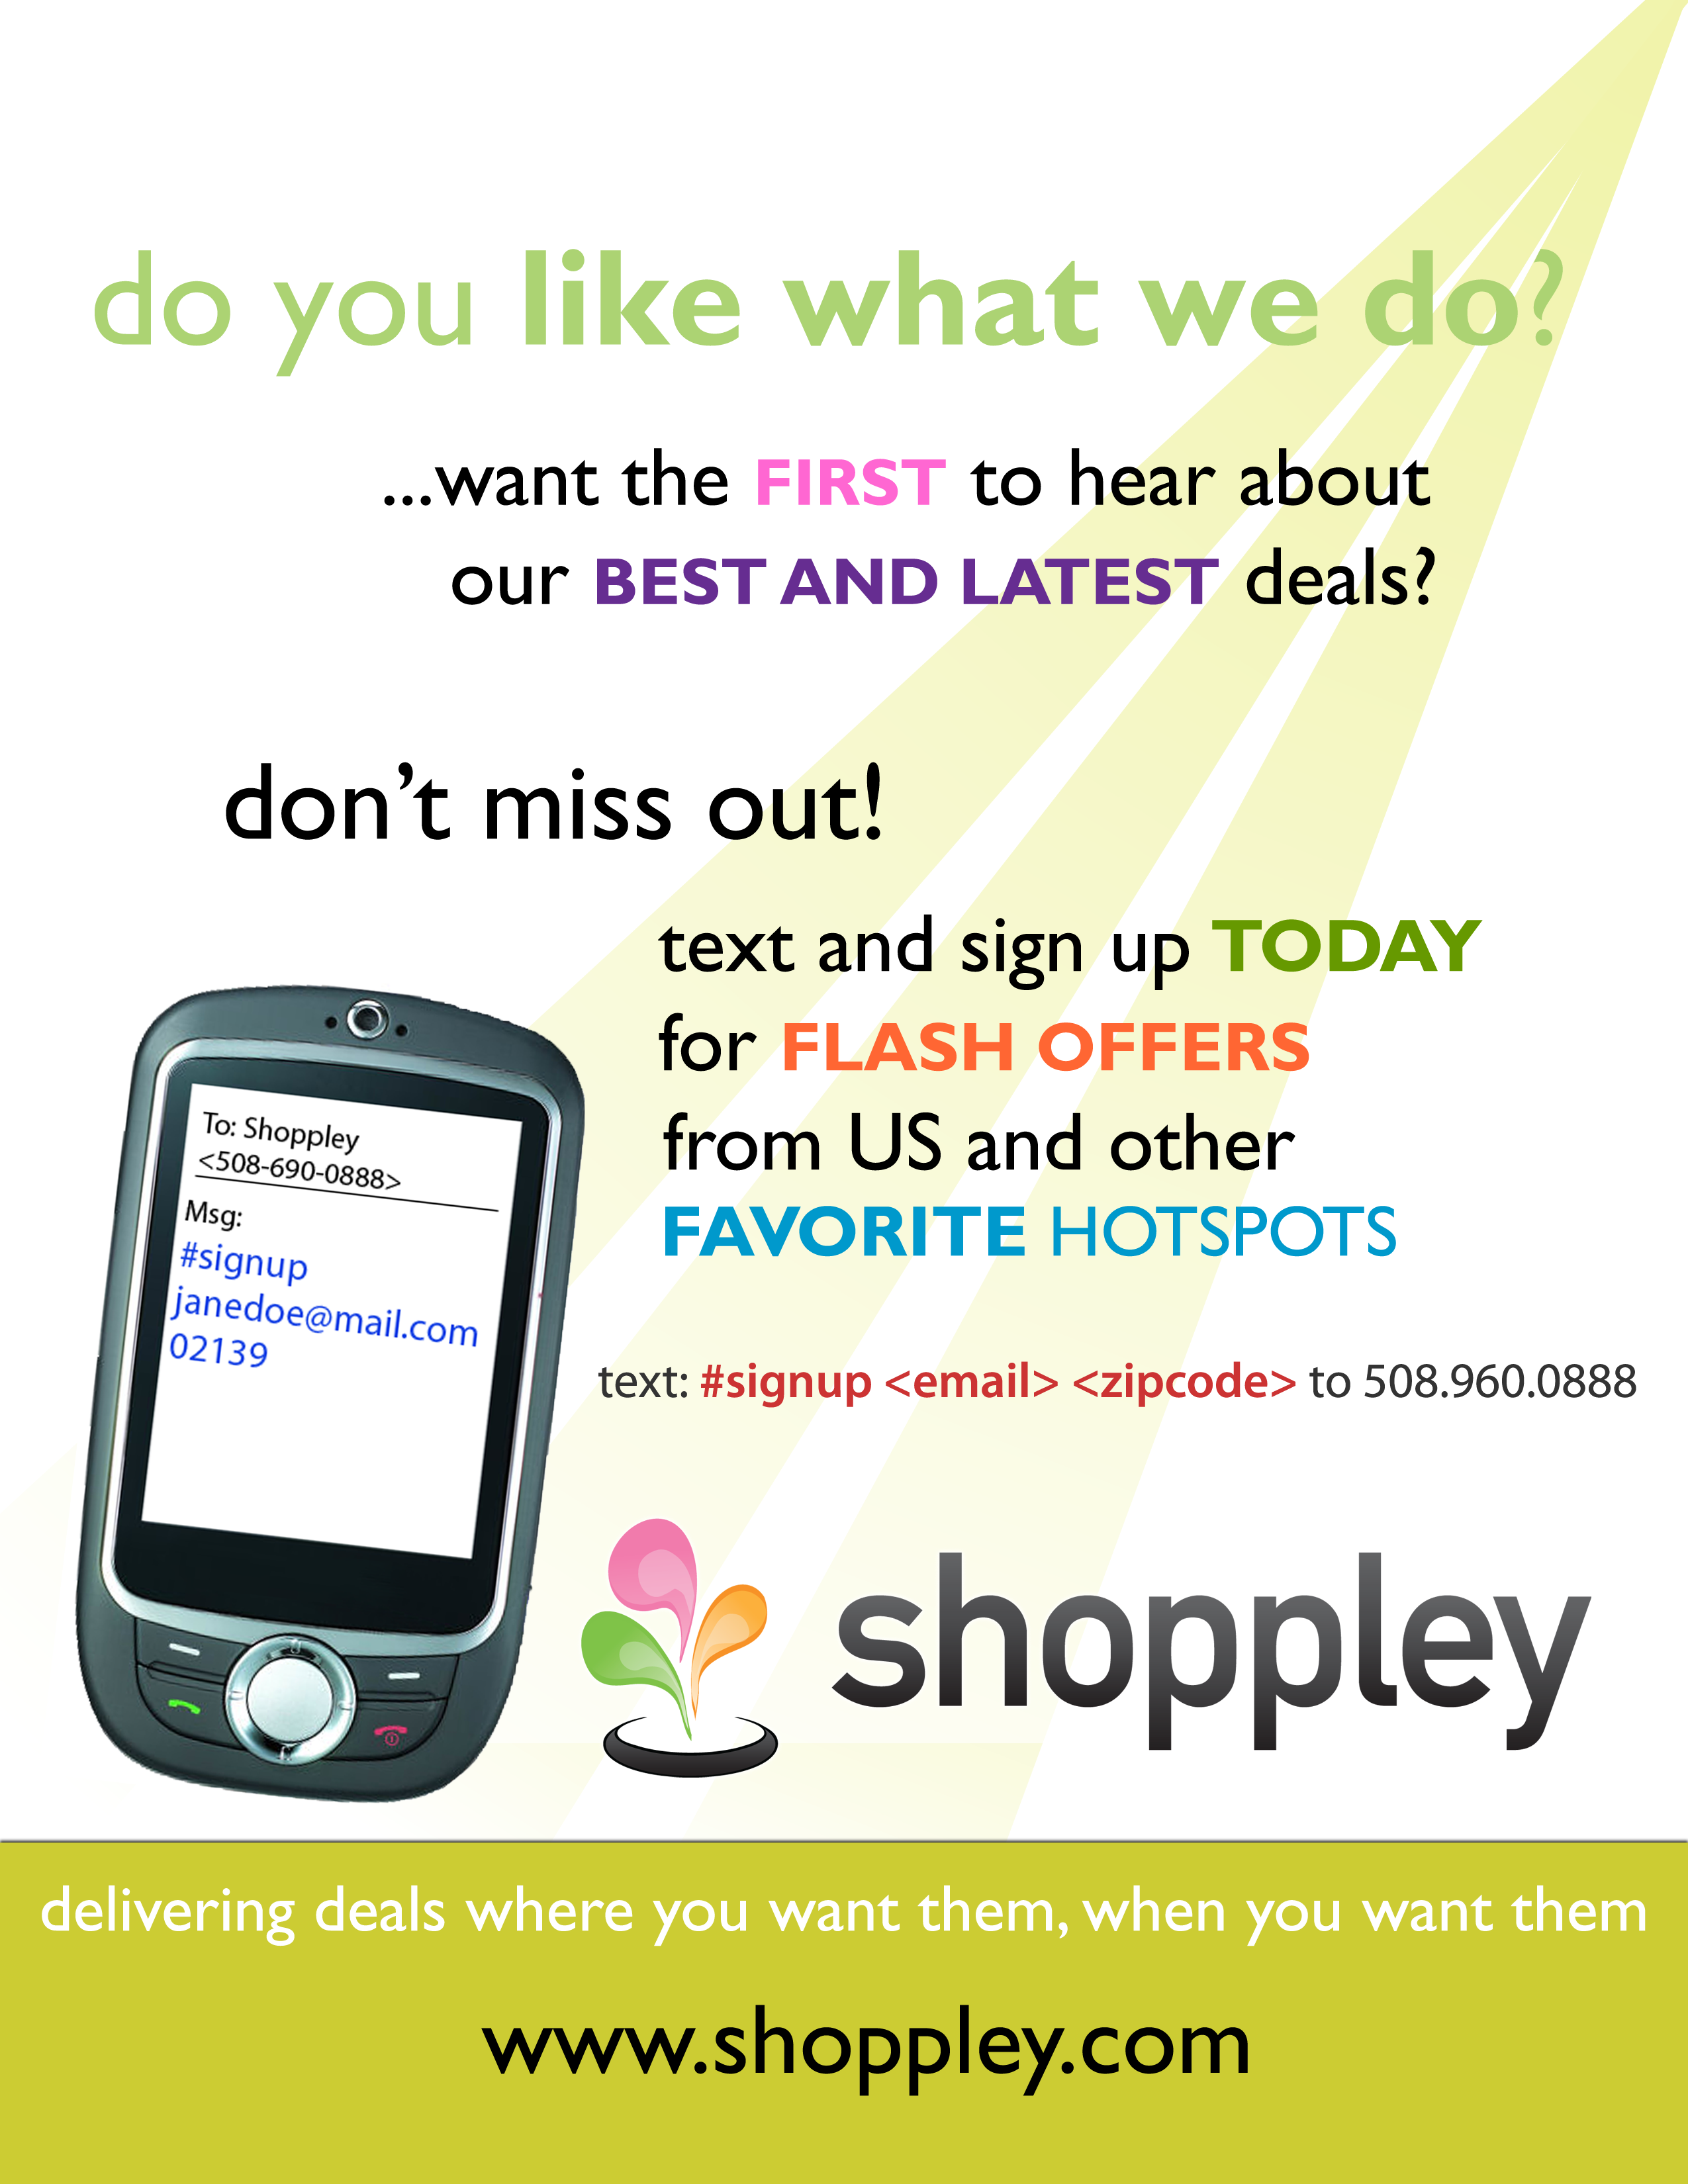 do you like what we do?
...want the FIRST to hear about
our BEST AND LATEST deals?
don't miss out!
text and sign up TODAY
for FLASH OFFERS
from US and other
FAVORITE HOTSPOTS
To: Shoppley
<508-690-0888>
Msg:
#signup
janedoe@mail.com
02139
text: #signup <email> <zipcode> to 508.960.0888
shoppley
delivering deals where you want them, when you want them
www.shoppley.com